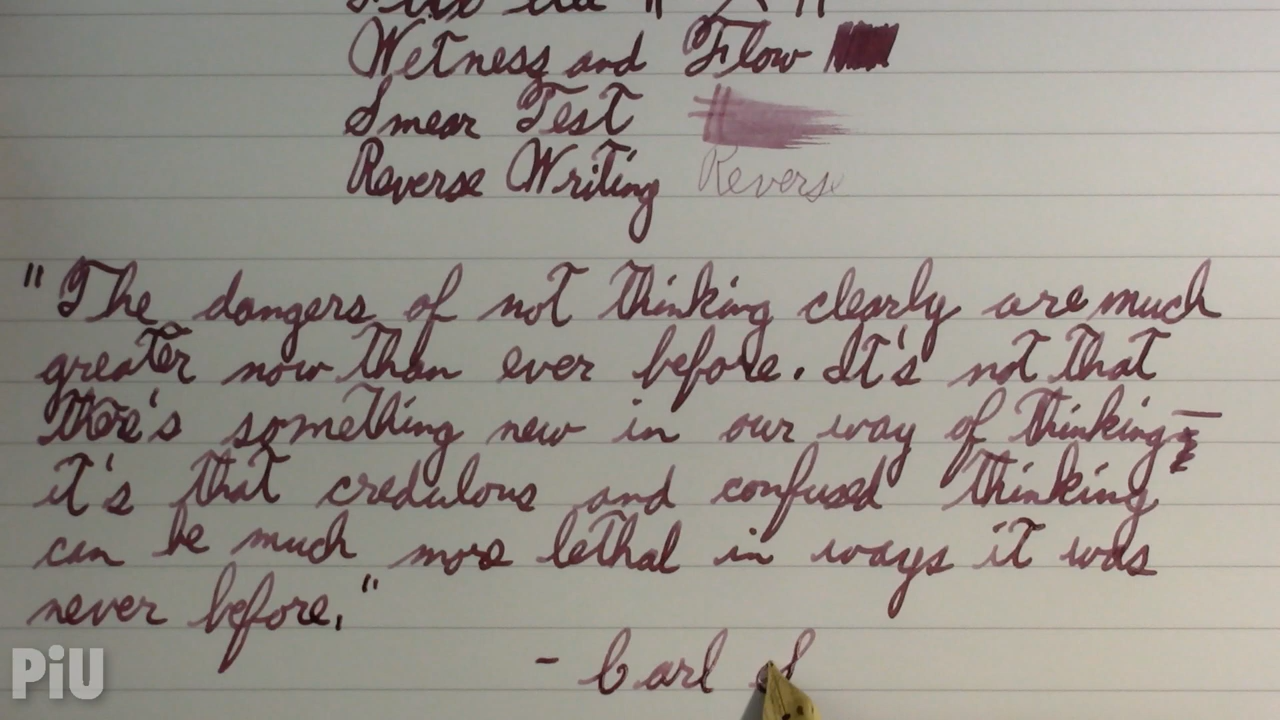 Wetness and Flow
Smear Test
Reverse Writing Revers
"The dangers of not thinking clearly are much
greater now than ever before. It's not that
there's something new in our way of thinking -
it's that credulous and confused thinking
can be much more lethal in ways it was
never before."
- Carl S
PiU